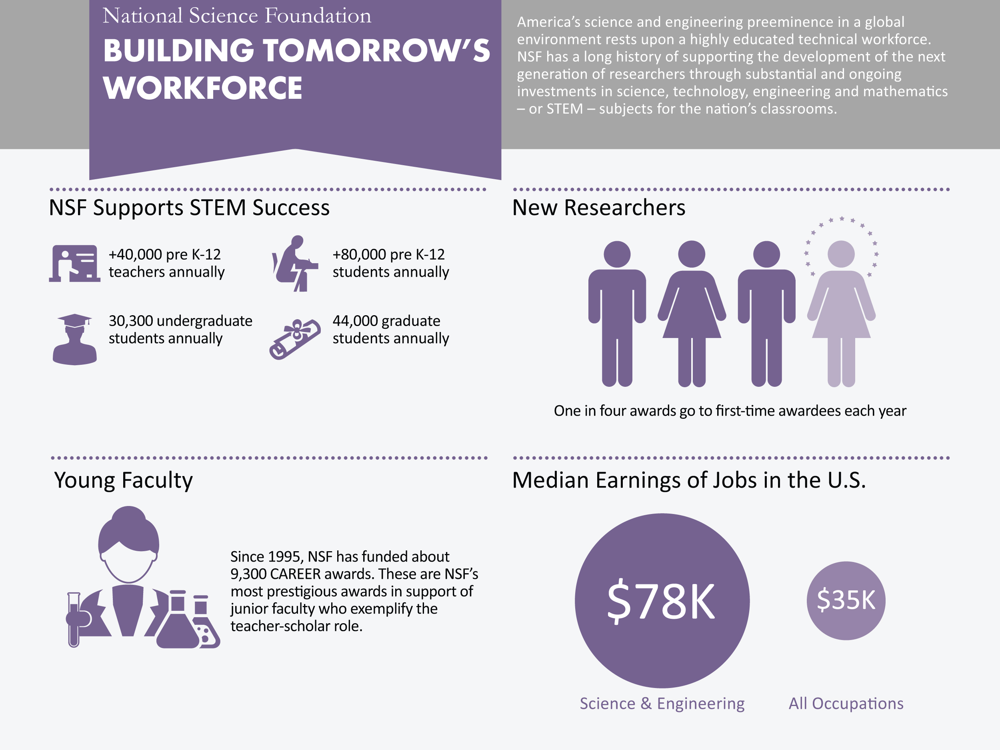 National Science Foundation
BUILDING TOMORROW'S
WORKFORCE
America's science and engineering preeminence in a global
environment rests upon a highly educated technical workforce.
NSF has a long history of supporting the development of the next
generation of researchers through substantial and ongoing
investments in science, technology, engineering and mathematics
– or STEM – subjects for the nation's classrooms.
NSF Supports STEM Success
+40,000 pre K-12
teachers annually
+80,000 pre K-12
students annually
30,300 undergraduate
students annually
44,000 graduate
students annually
New Researchers
One in four awards go to first-time awardees each year
Young Faculty
Since 1995, NSF has funded about
9,300 CAREER awards. These are NSF's
most prestigious awards in support of
junior faculty who exemplify the
teacher-scholar role.
Median Earnings of Jobs in the U.S.
$78K
$35K
Science & Engineering
All Occupations